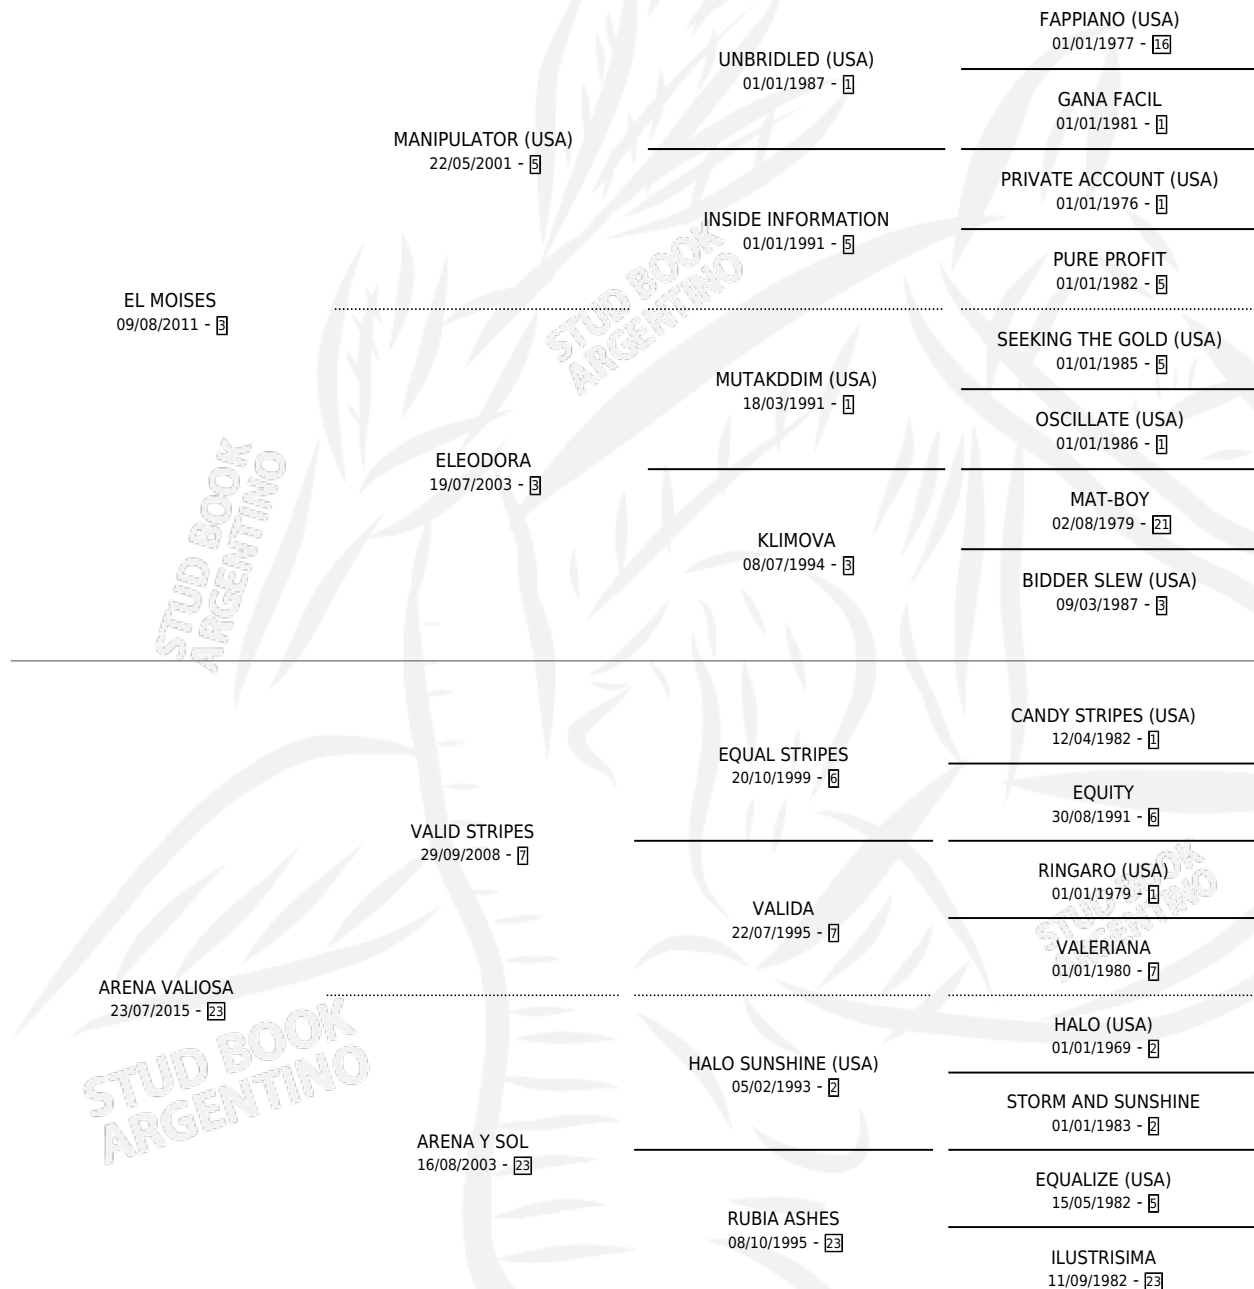 FAPPIANO (USA)
01/01/1977 - 16
UNBRIDLED (USA)
01/01/1987 - 1
GANA FACIL
01/01/1981 - 1
MANIPULATOR (USA)
22/05/2001 - 5
PRIVATE ACCOUNT (USA)
01/01/1976 - 1
INSIDE INFORMATION
01/01/1991 - 5
PURE PROFIT
01/01/1982 - 5
EL MOISES
09/08/2011 - 3
SEEKING THE GOLD (USA)
01/01/1985 - 5
MUTAKDDIM (USA)
18/03/1991 - 1
OSCILLATE (USA)
01/01/1986 - 1
ELEODORA
19/07/2003 - 3
MAT-BOY
02/08/1979 - 21
KLIMOVA
08/07/1994 - 3
BIDDER SLEW (USA)
09/03/1987 - 3
CANDY STRIPES (USA)
12/04/1982 - 1
EQUAL STRIPES
20/10/1999 - 6
EQUITY
30/08/1991 - 6
VALID STRIPES
29/09/2008 - 7
RINGARO (USA)
01/01/1979 - 1
VALIDA
22/07/1995 - 7
VALERIANA
01/01/1980 - 7
ARENA VALIOSA
23/07/2015 - 23
HALO (USA)
01/01/1969 - 2
HALO SUNSHINE (USA)
05/02/1993 - 2
STORM AND SUNSHINE
01/01/1983 - 2
ARENA Y SOL
16/08/2003 - 23
EQUALIZE (USA)
15/05/1982 - 5
RUBIA ASHES
08/10/1995 - 23
ILUSTRISIMA
11/09/1982 - 23
STUD BOOK
ARGENTINO
STUD BOOK
ARGENTINO
STUD BOOK
ARGENTINO
STUD BOOK
ARGENTINO